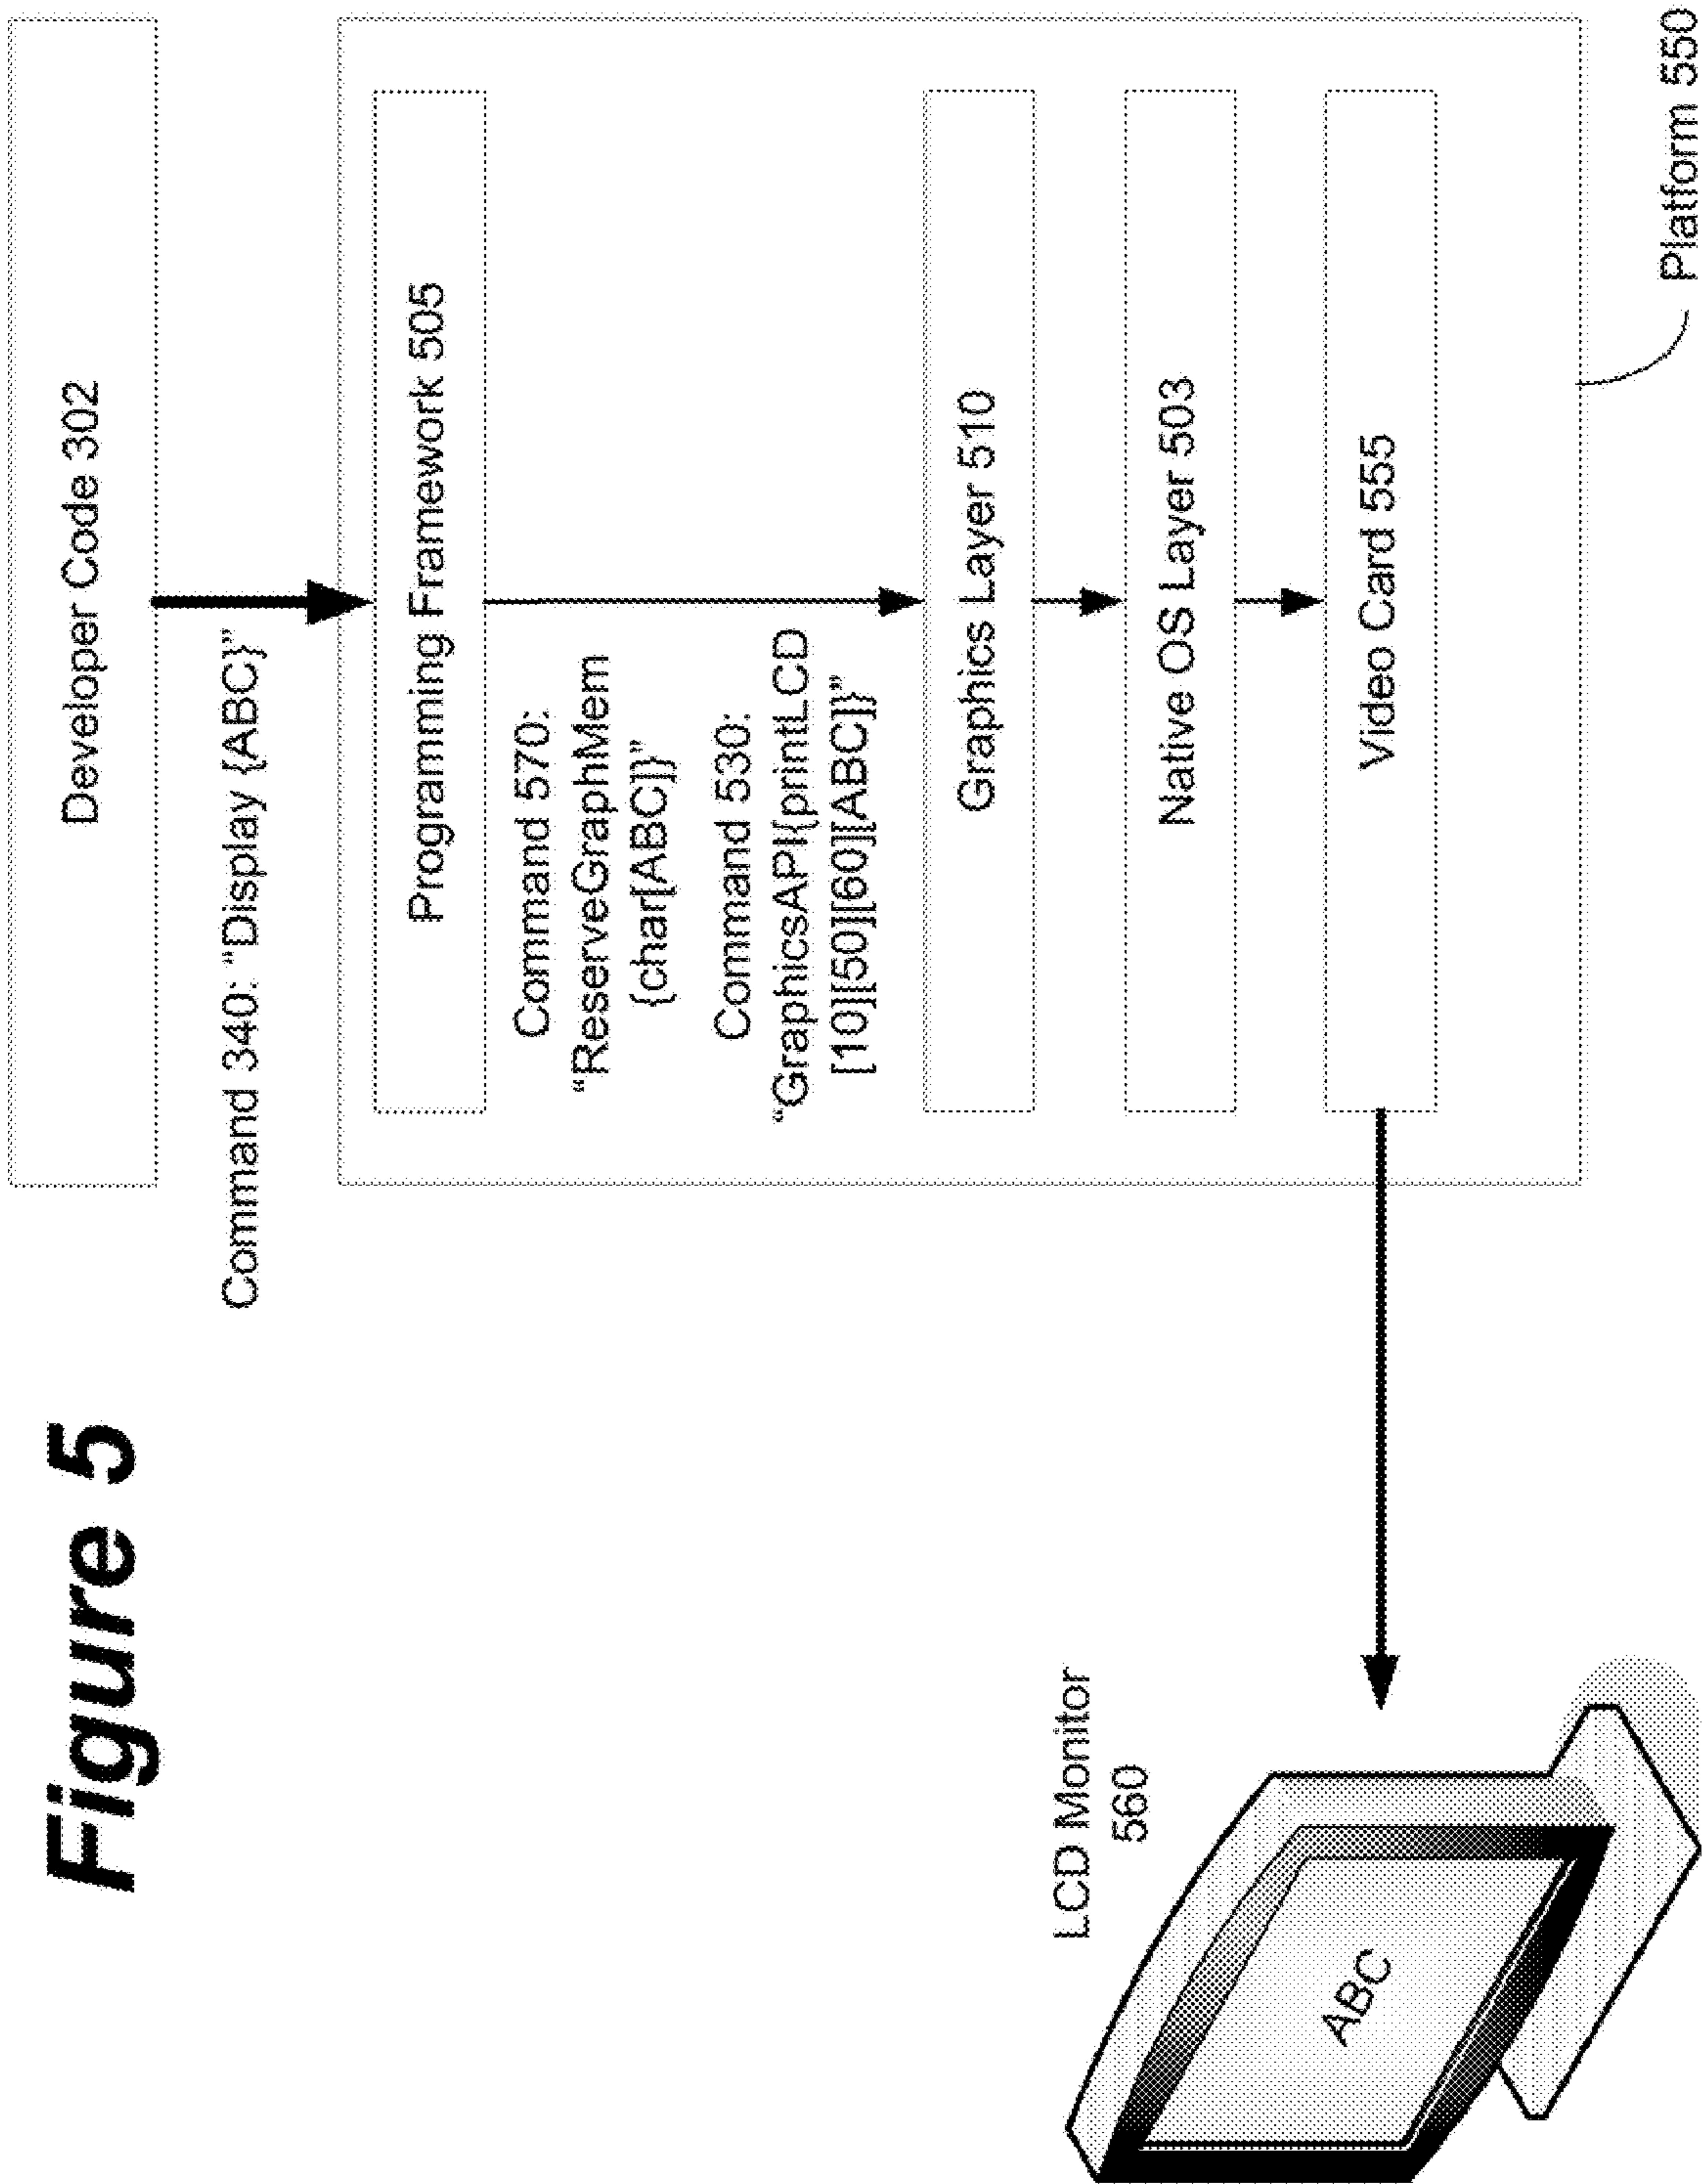 Figure 5
Developer Code 302
Command 340: “Display {ABC}”
Programming Framework 505
Command 570:
“ReserveGraphMem
{char[ABC]}”
Command 530:
“GraphicsAPI{printLCD
[10][50][60][ABC]}”
Graphics Layer 510
Native OS Layer 503
Video Card 555
Platform 550
LCD Monitor
560
ABC